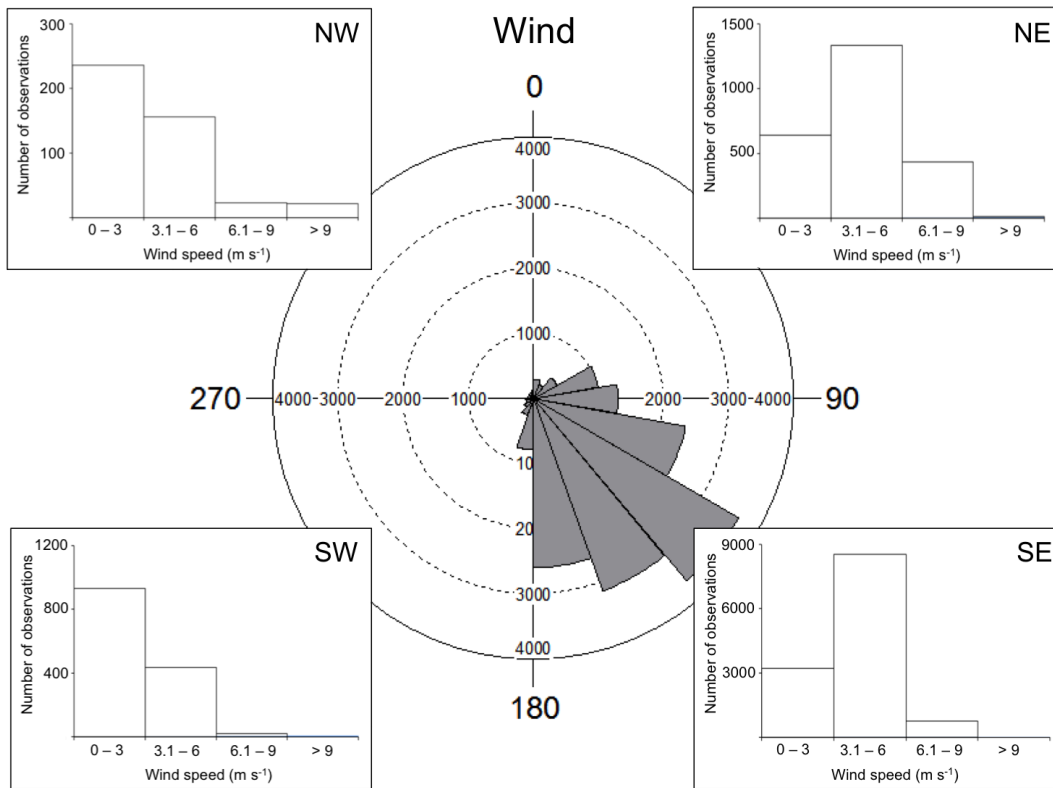 Wind
NW
Number of observations
300
200
100
0 – 3 3.1 – 6 6.1 – 9 > 9
Wind speed (m s-1)
NE
Number of observations
1500
1000
500
0 – 3 3.1 – 6 6.1 – 9 > 9
Wind speed (m s-1)
0
4000
3000
2000
1000
270 4000 3000 2000 1000 2000 3000 4000 90
10
20
3000
4000
180
SW
Number of observations
1200
800
400
0 – 3 3.1 – 6 6.1 – 9 > 9
Wind speed (m s-1)
SE
Number of observations
9000
6000
3000
0 – 3 3.1 – 6 6.1 – 9 > 9
Wind speed (m s-1)